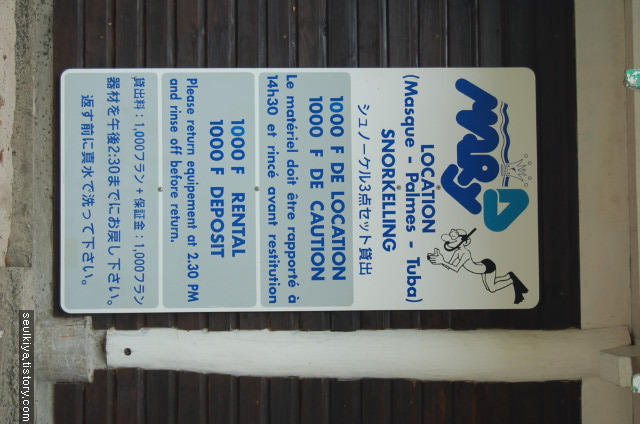 MARY D
LOCATION
(Masque - Palmes - Tuba)
SNORKELLING
シュノーケル3点セット貸出
1000 F DE LOCATION
1000 F DE CAUTION
Le matériel doit être rapporté à
14h30 et rincé avant restitution
1000 F RENTAL
1000 F DEPOSIT
Please return equipement at 2.30 PM
and rinse off before return.
貸出料：1,000フラン + 保証金：1,000フラン
器材を午後2:30までにお戻し下さい。
返す前に真水で洗って下さい。
seukiya.tistory.com